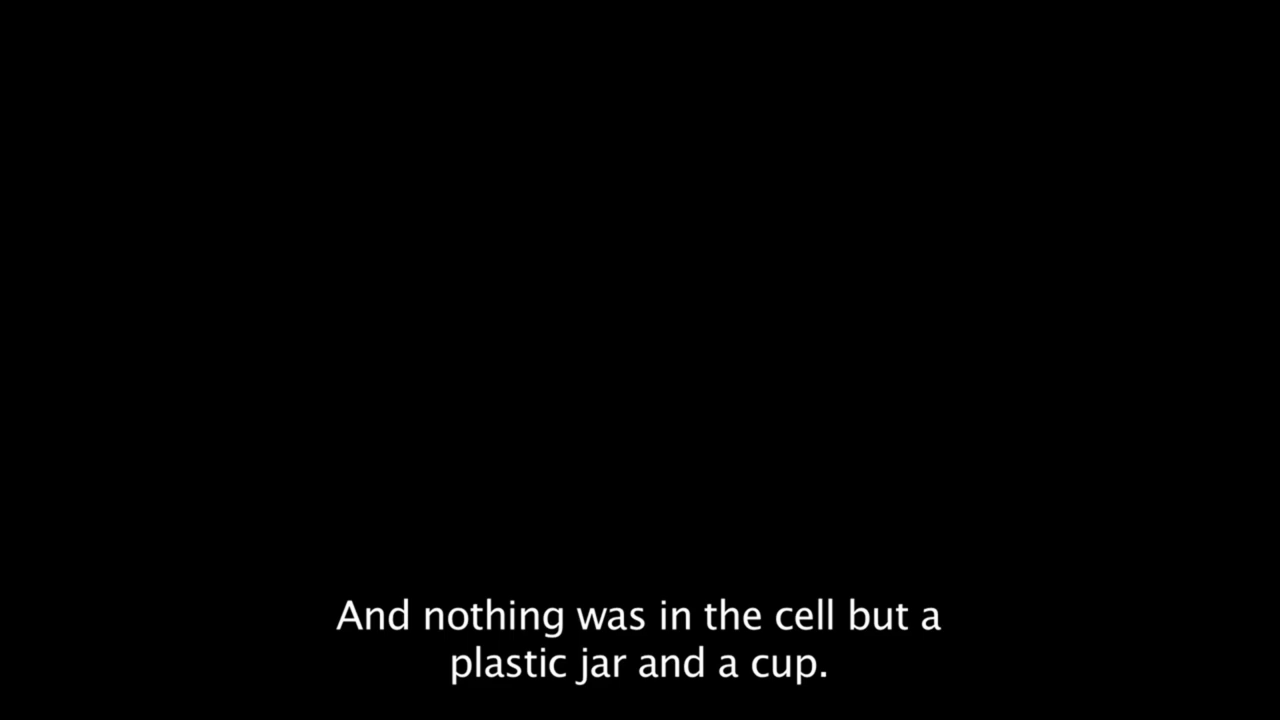 And nothing was in the cell but a
plastic jar and a cup.